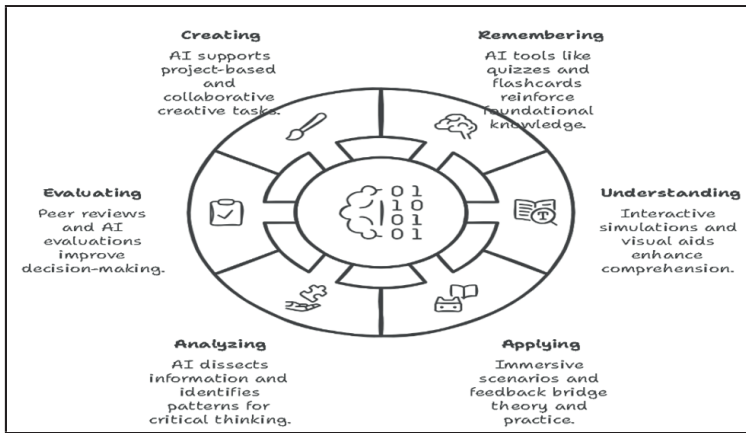 Creating
AI supports
project-based
and
collaborative
creative tasks.
Remembering
AI tools like
quizzes and
flashcards
reinforce
foundational
knowledge.
Evaluating
Peer reviews
and AI
evaluations
improve
decision-making.
01
10
01
01
T
Understanding
Interactive
simulations and
visual aids
enhance
comprehension.
Analyzing
AI dissects
information and
identifies
patterns for
critical thinking.
Applying
Immersive
scenarios and
feedback bridge
theory and
practice.